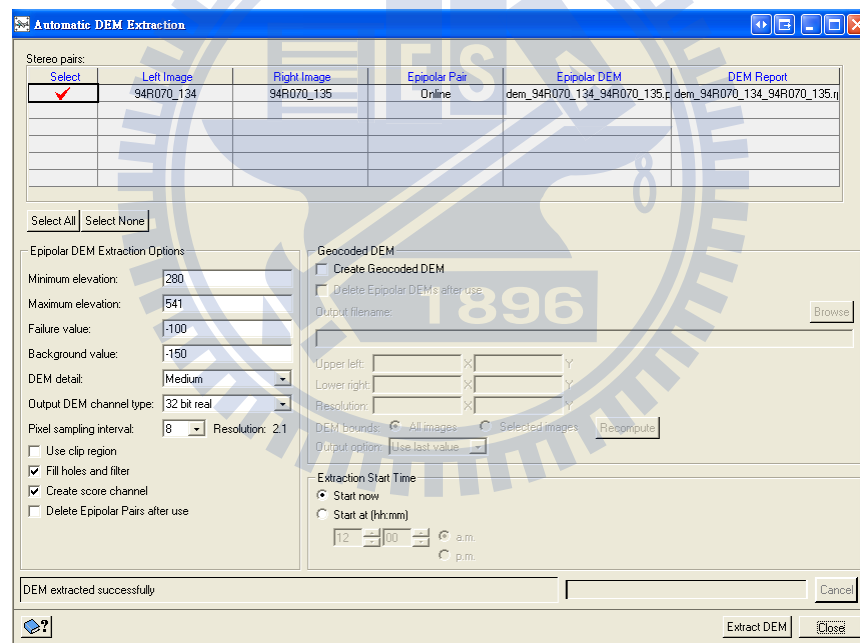 Automatic DEM Extraction
Stereo pairs:
Select Left Image Right Image Epipolar Pair Epipolar DEM DEM Report
94R070_134 94R070_135 Online dem_94R070_134_94R070_135.p dem_94R070_134_94R070_135.rp
Select All Select None
Epipolar DEM Extraction Options
Minimum elevation: 280
Maximum elevation: 541
Failure value: -100
Background value: -150
DEM detail: Medium
Output DEM channel type: 32 bit real
Pixel sampling interval: 8 Resolution: 2.1
Use clip region
Fill holes and filter
Create score channel
Delete Epipolar Pairs after use
Geocoded DEM
Create Geocoded DEM
Delete Epipolar DEMs after use
Output filename: Browse
Upper left: X Y
Lower right: X Y
Resolution: X Y
DEM bounds: All images Selected images Recompute
Output option: Use last value
Extraction Start Time
Start now
Start at (hh:mm)
12 00 a.m.
p.m.
DEM extracted successfully Cancel
? Extract DEM Close
ES
1896